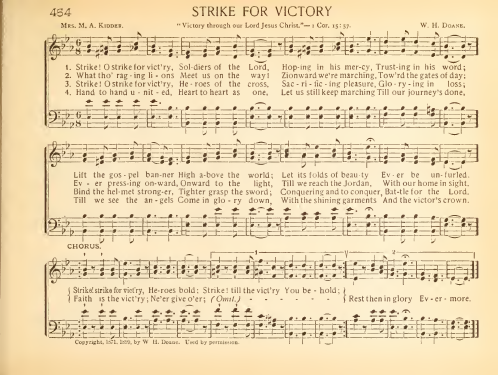 454 STRIKE FOR VICTORY
MRS. M. A. KIDDER. "Victory through our Lord Jesus Christ."—1 Cor. 15:57. W. H. DOANE.
1. Strike! O strike for vict'ry, Sol-diers of the Lord, Hop-ing in his mer-cy, Trust-ing in his word;
2. What tho' rag-ing li-ons Meet us on the way! Zionward we're marching, Tow'rd the gates of day;
3. Strike! O strike for vict'ry, He-roes of the cross, Sac-ri-fic-ing pleasure, Glo-ry-ing in loss;
4. Hand to hand u-nit-ed, Heart to heart as one, Let us still keep marching Till our journey's done,
Lift the gos-pel ban-ner High a-bove the world; Let its folds of beau-ty Ev-er be un-furled.
Ev-er press-ing on-ward, Onward to the light, Till we reach the Jordan, With our home in sight.
Bind the hel-met strong-er, Tighter grasp the sword; Conquering and to conquer, Bat-tle for the Lord.
Till we see the an-gels Come in glo-ry down, With the shining garments And the victor's crown.
CHORUS.
1 2
Strike! strike for vict'ry, He-roes bold; Strike! till the vict'ry You be-hold;
Faith is the vict'ry; Ne'er give o'er; (Omit.) - - - - - Rest then in glory Ev-er-more.
Copyright, 1871, 1899, by W. H. Doane. Used by permission.